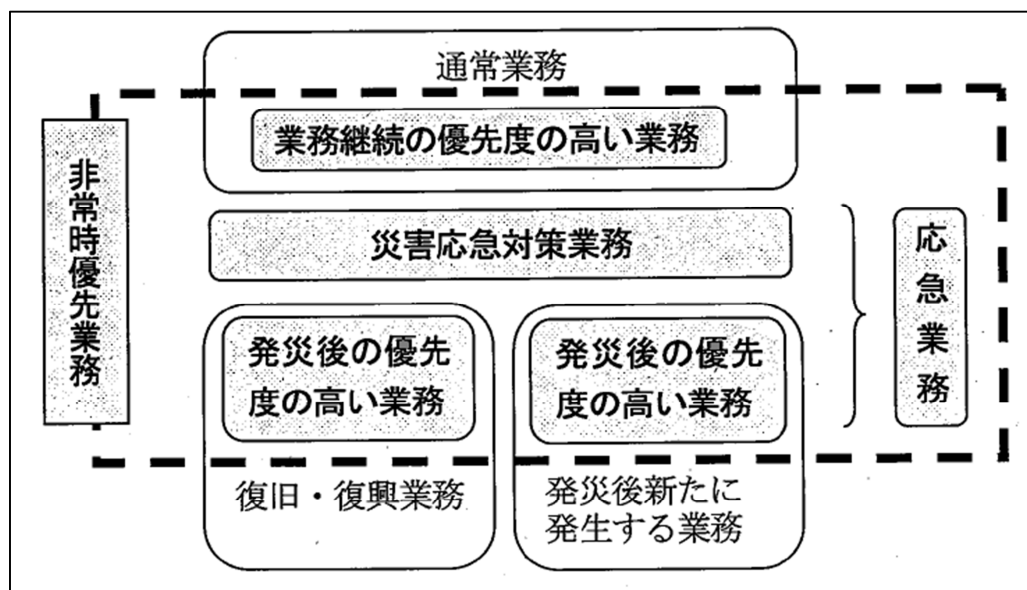 通常業務
業務継続の優先度の高い業務
非常時優先業務
災害応急対策業務
応急業務
発災後の優先
度の高い業務
発災後の優先
度の高い業務
復旧・復興業務
発災後新たに
発生する業務